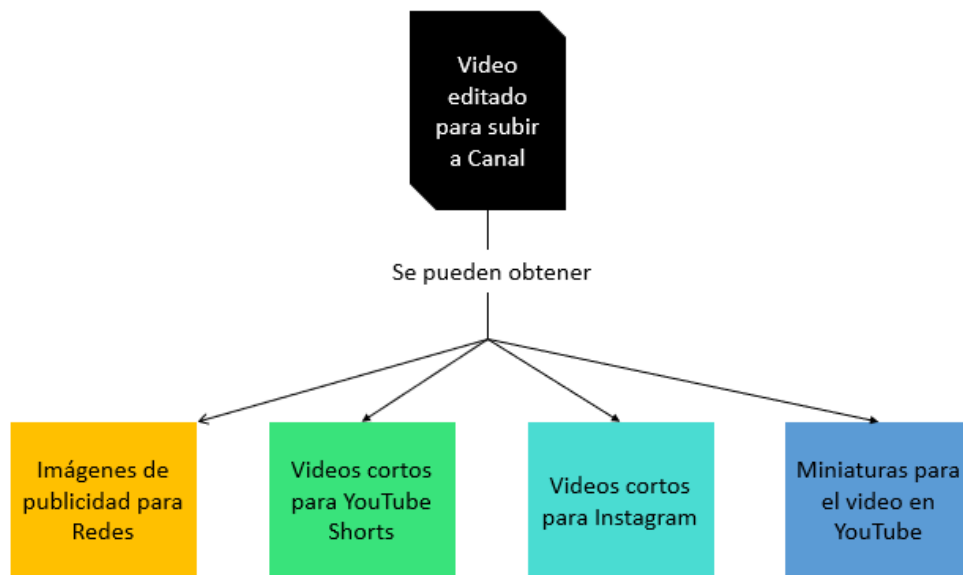 Video
editado
para subir
a Canal
Se pueden obtener
Imágenes de
publicidad para
Redes
Videos cortos
para YouTube
Shorts
Videos cortos
para Instagram
Miniaturas para
el video en
YouTube